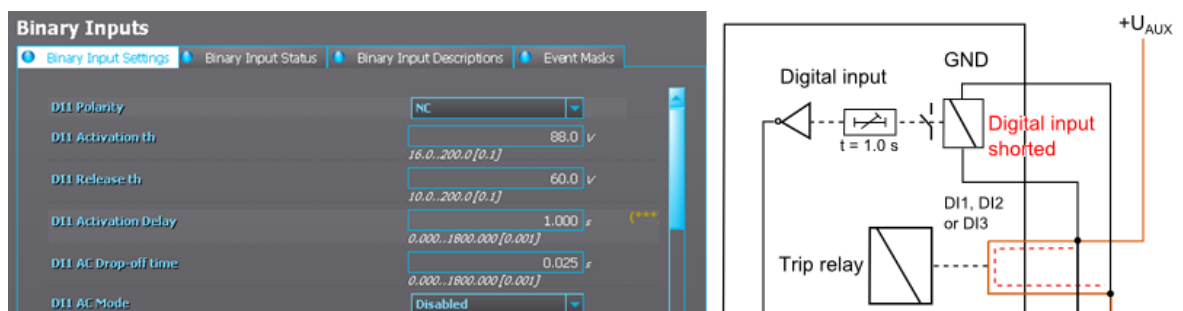 Binary Inputs
Binary Input Settings Binary Input Status Binary Input Descriptions Event Masks
DI1 Polarity NC
DI1 Activation th 88.0 V
16.0..200.0 [0.1]
DI1 Release th 60.0 V
10.0..200.0 [0.1]
DI1 Activation Delay 1.000 s (***
0.000..1800.000 [0.001]
DI1 AC Drop-off time 0.025 s
0.000..1800.000 [0.001]
DI1 AC Mode Disabled
+UAUX
GND
Digital input
t = 1.0 s
Digital input
shorted
DI1, DI2
or DI3
Trip relay